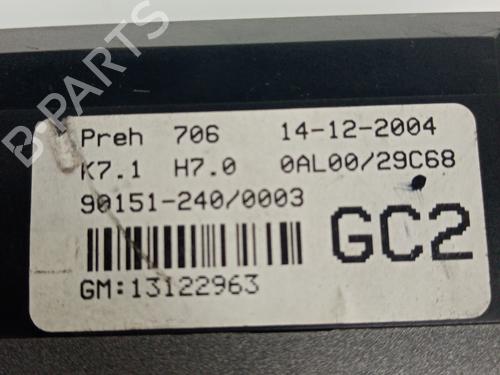 B-PARTS
Preh 706 14-12-2004
K7.1 H7.0 0AL00/29C68
90151-240/0003
GC2
GM:13122963